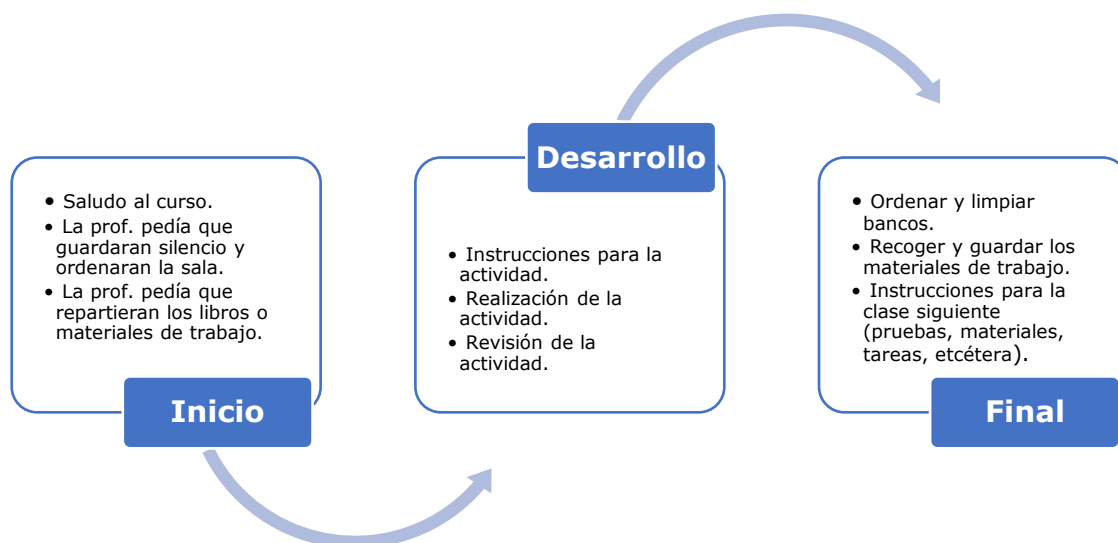 • Saludo al curso.
• La prof. pedía que
guardaran silencio y
ordenaran la sala.
• La prof. pedía que
repartieran los libros o
materiales de trabajo.
Inicio
Desarrollo
• Instrucciones para la
actividad.
• Realización de la
actividad.
• Revisión de la
actividad.
• Ordenar y limpiar
bancos.
• Recoger y guardar los
materiales de trabajo.
• Instrucciones para la
clase siguiente
(pruebas, materiales,
tareas, etcétera).
Final